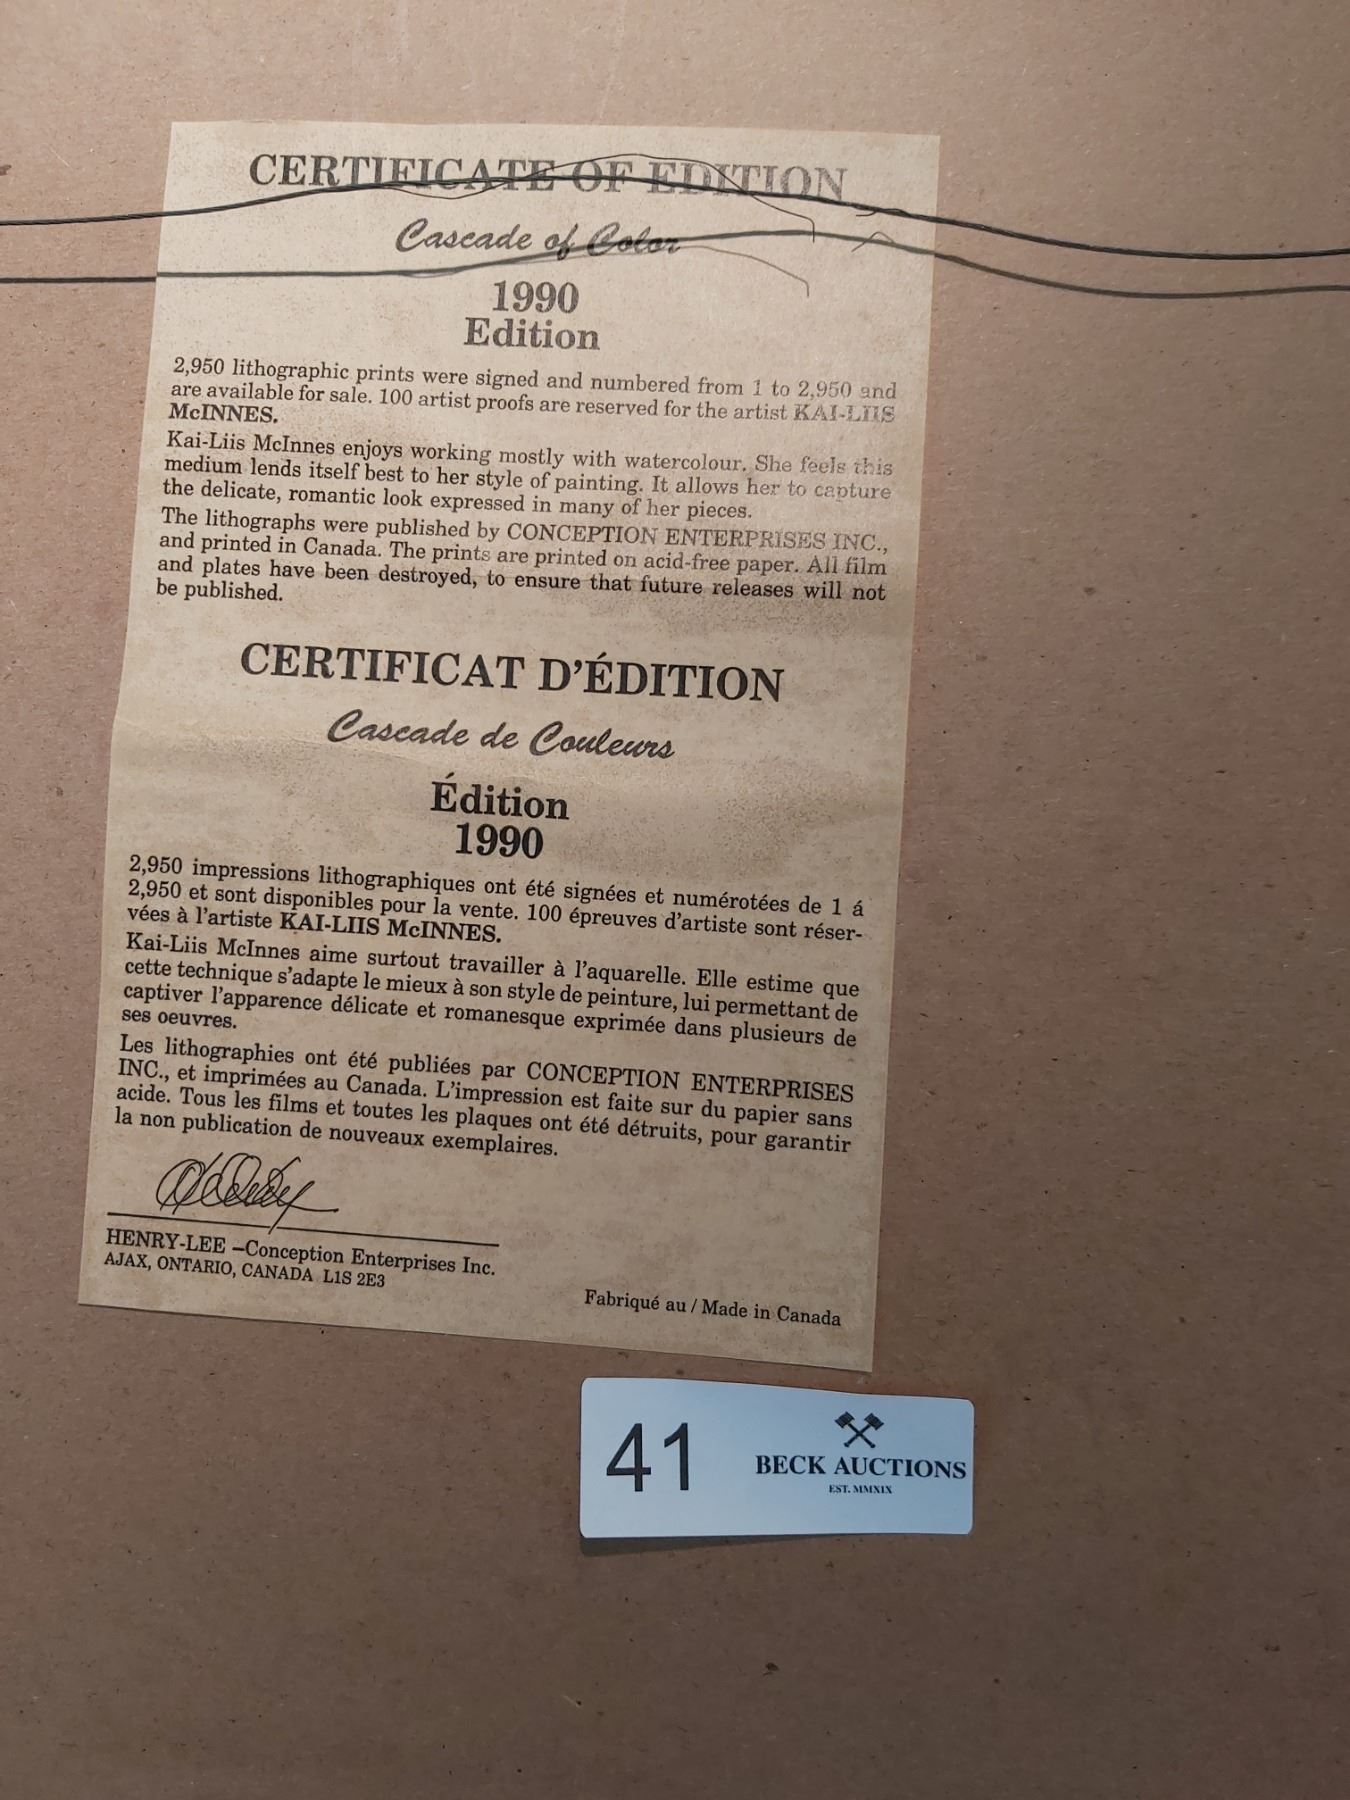 CERTIFICATE OF EDITION
Cascade of Color
1990
Edition
2,950 lithographic prints were signed and numbered from 1 to 2,950 and
are available for sale. 100 artist proofs are reserved for the artist KAI-LIIS
McINNES.
Kai-Liis McInnes enjoys working mostly with watercolour. She feels this
medium lends itself best to her style of painting. It allows her to capture
the delicate, romantic look expressed in many of her pieces.
The lithographs were published by CONCEPTION ENTERPRISES INC.,
and printed in Canada. The prints are printed on acid-free paper. All film
and plates have been destroyed, to ensure that future releases will not
be published.
CERTIFICAT D'ÉDITION
Cascade de Couleurs
Édition
1990
2,950 impressions lithographiques ont été signées et numérotées de 1 á
2,950 et sont disponibles pour la vente. 100 épreuves d'artiste sont réser-
vées à l'artiste KAI-LIIS McINNES.
Kai-Liis McInnes aime surtout travailler à l'aquarelle. Elle estime que
cette technique s'adapte le mieux à son style de peinture, lui permettant de
captiver l'apparence délicate et romanesque exprimée dans plusieurs de
ses oeuvres.
Les lithographies ont été publiées par CONCEPTION ENTERPRISES
INC., et imprimées au Canada. L'impression est faite sur du papier sans
acide. Tous les films et toutes les plaques ont été détruits, pour garantir
la non publication de nouveaux exemplaires.
HENRY-LEE –Conception Enterprises Inc.
AJAX, ONTARIO, CANADA L1S 2E3
Fabriqué au / Made in Canada
41
BECK AUCTIONS
EST. MMXIX